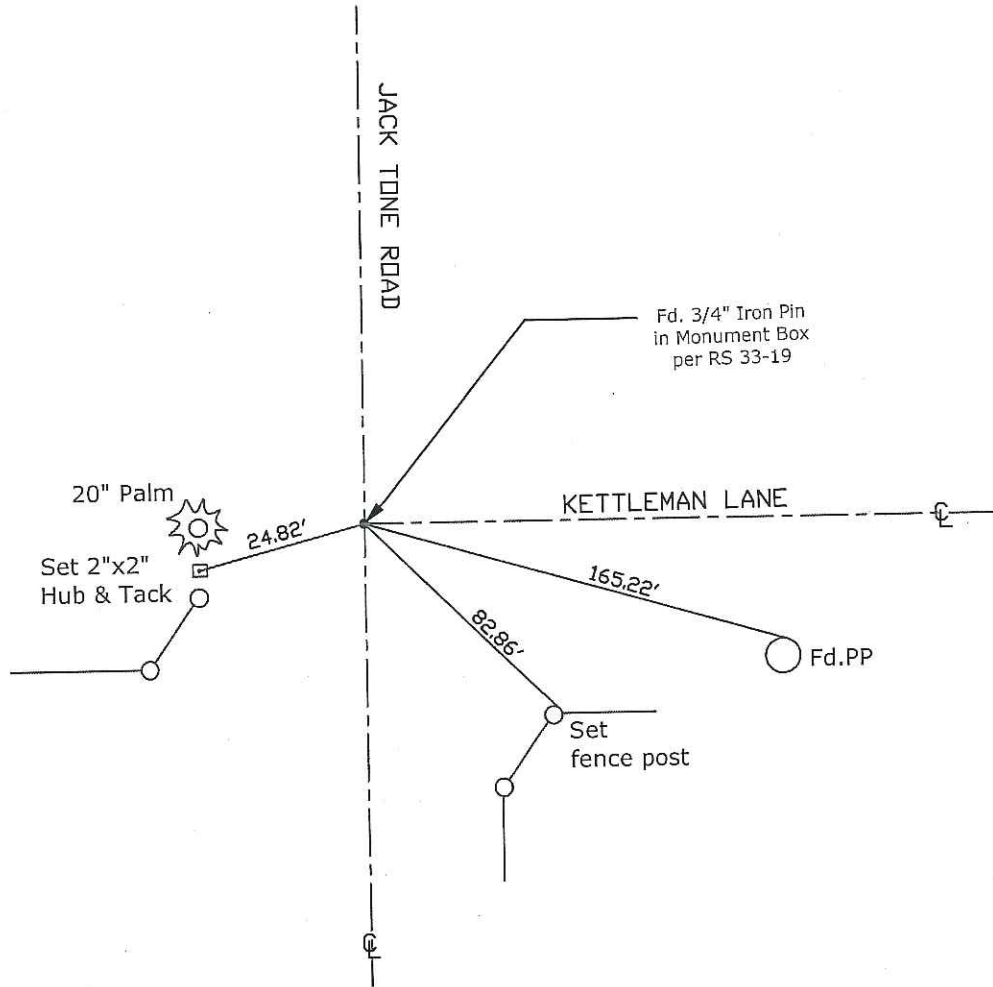 JACK TONE ROAD
Fd. 3/4" Iron Pin
in Monument Box
per RS 33-19
20" Palm
KETTLEMAN LANE
℄
24.82'
Set 2"x2"
Hub & Tack
165.22'
82.86'
Fd.PP
Set
fence post
℄